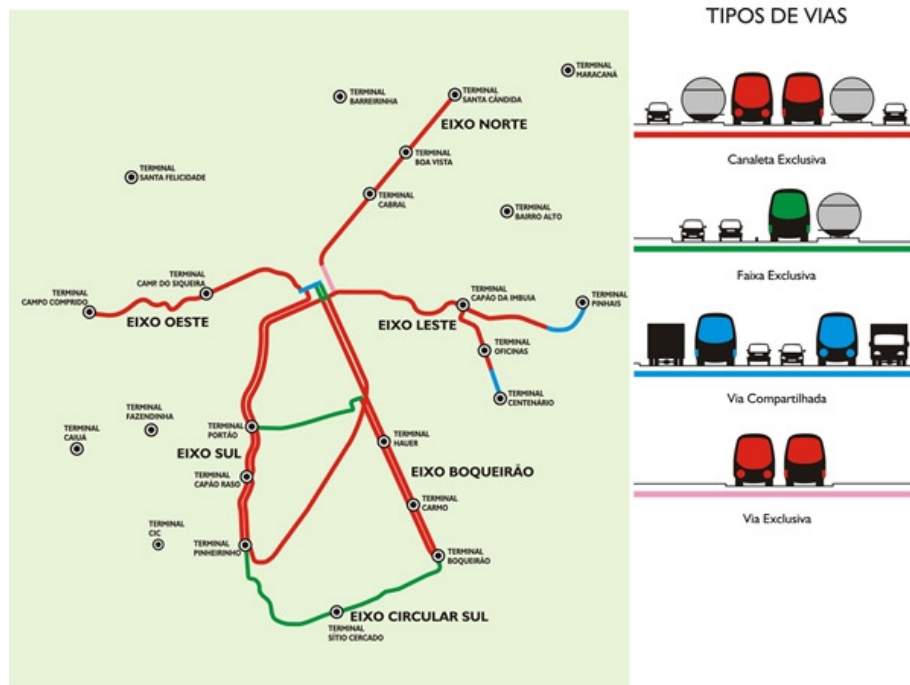 TIPOS DE VIAS
TERMINAL
MARACANÃ
TERMINAL
BARREIRINHA
TERMINAL
SANTA CÂNDIDA
EIXO NORTE
TERMINAL
BOA VISTA
TERMINAL
SANTA FELICIDADE
TERMINAL
CABRAL
TERMINAL
BAIRRO ALTO
Canaleta Exclusiva
Faixa Exclusiva
TERMINAL
CAMP. DO SIQUEIRA
TERMINAL
CAMPO COMPRIDO
EIXO OESTE
TERMINAL
CAPÃO DA IMBUIA
TERMINAL
PINHAIS
EIXO LESTE
TERMINAL
OFICINAS
TERMINAL
CENTENÁRIO
Via Compartilhada
TERMINAL
FAZENDINHA
TERMINAL
CAIUÁ
TERMINAL
PORTÃO
EIXO SUL
TERMINAL
HAUER
TERMINAL
CAPÃO RASO
EIXO BOQUEIRÃO
TERMINAL
CARMO
Via Exclusiva
TERMINAL
CIC
TERMINAL
PINHEIRINHO
TERMINAL
BOQUEIRÃO
EIXO CIRCULAR SUL
TERMINAL
SÍTIO CERCADO